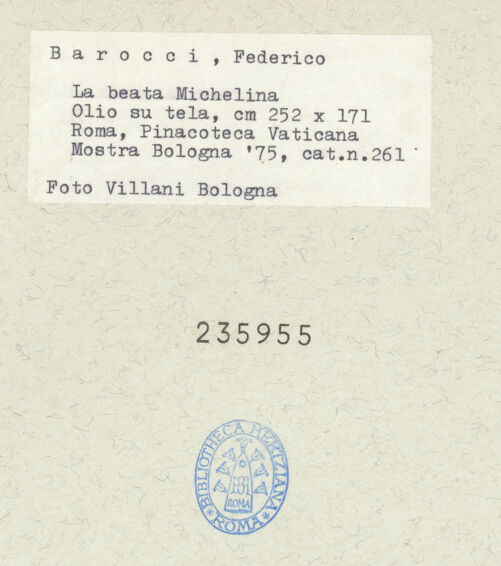 Barocci, Federico
La beata Michelina
Olio su tela, cm 252 x 171
Roma, Pinacoteca Vaticana
Mostra Bologna '75, cat.n.261
Foto Villani Bologna
235955
*BIBLIOTHECA HERTZIANA*
ROMA
ROMA